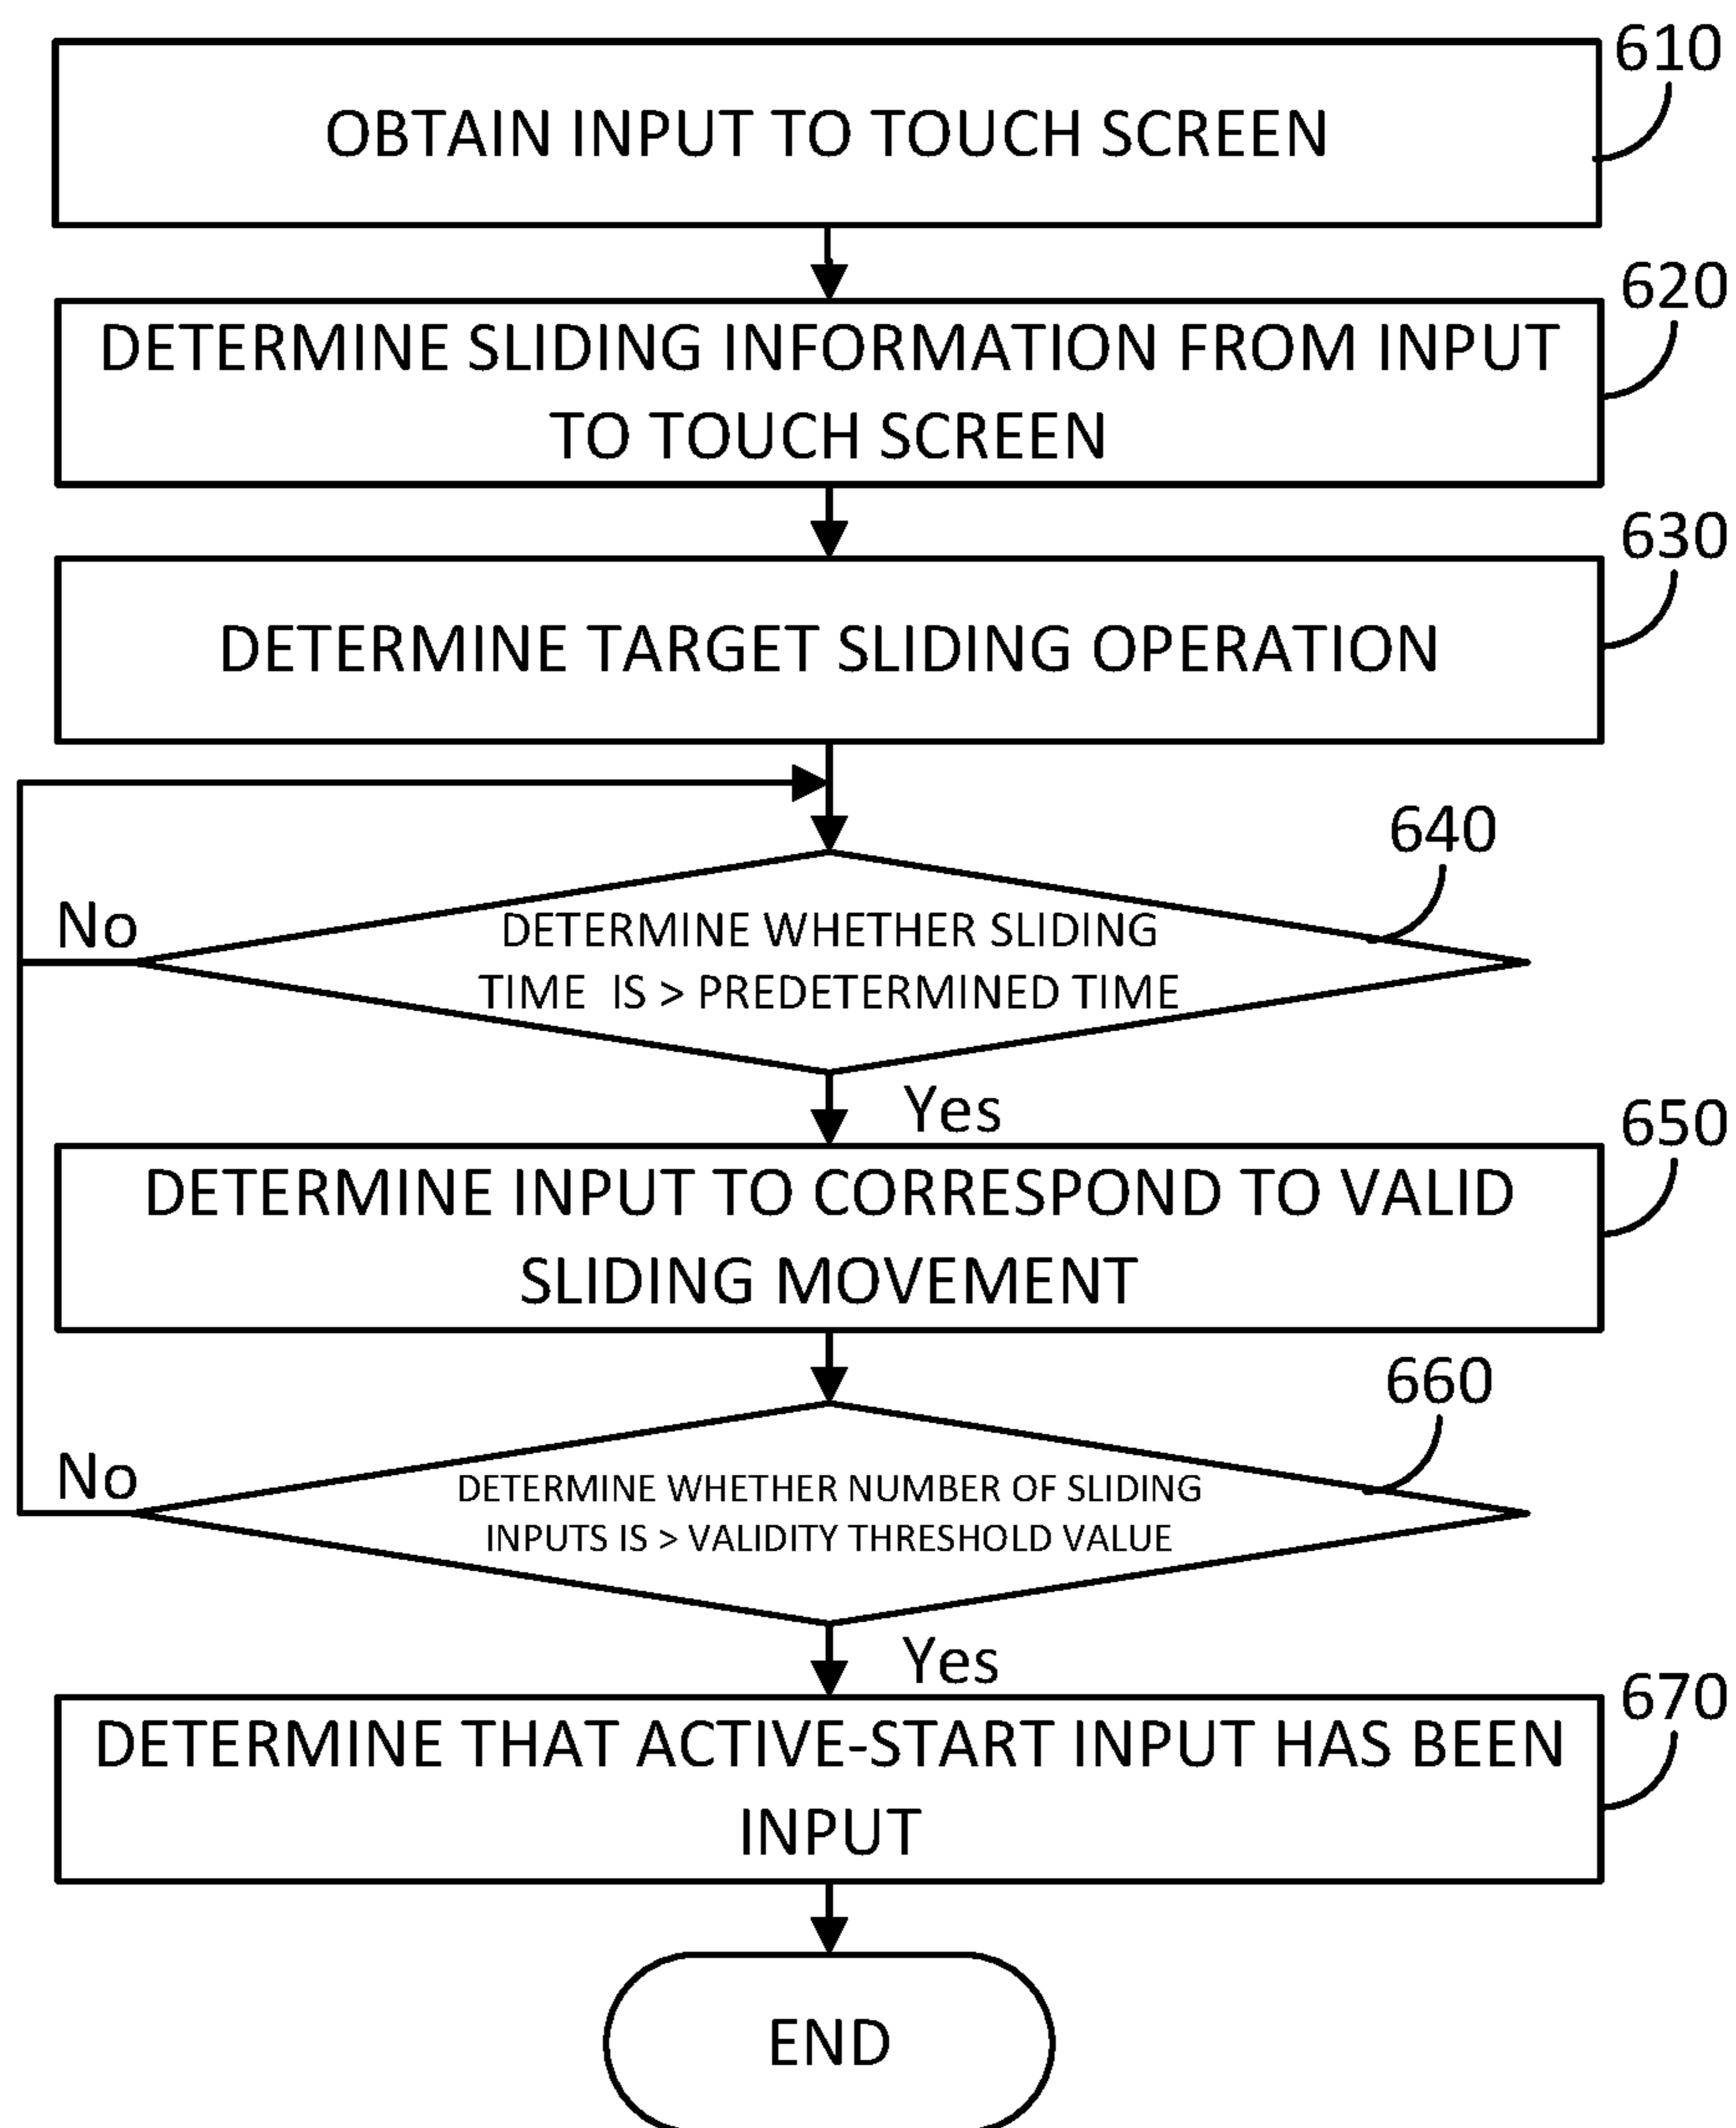 610
OBTAIN INPUT TO TOUCH SCREEN
620
DETERMINE SLIDING INFORMATION FROM INPUT
TO TOUCH SCREEN
630
DETERMINE TARGET SLIDING OPERATION
640
No
DETERMINE WHETHER SLIDING
TIME IS > PREDETERMINED TIME
Yes
650
DETERMINE INPUT TO CORRESPOND TO VALID
SLIDING MOVEMENT
660
No
DETERMINE WHETHER NUMBER OF SLIDING
INPUTS IS > VALIDITY THRESHOLD VALUE
Yes
670
DETERMINE THAT ACTIVE-START INPUT HAS BEEN
INPUT
END